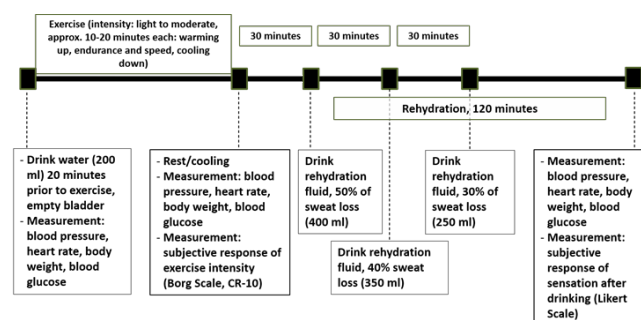 Exercise (intensity: light to moderate,
approx. 10-20 minutes each: warming
up, endurance and speed, cooling
down)
30 minutes
30 minutes
30 minutes
Rehydration, 120 minutes
- Drink water (200
ml) 20 minutes
prior to exercise,
empty bladder
- Measurement:
blood pressure,
heart rate, body
weight, blood
glucose
- Rest/cooling
- Measurement: blood
pressure, heart rate,
body weight, blood
glucose
- Measurement:
subjective response of
exercise intensity
(Borg Scale, CR-10)
Drink
rehydration
fluid, 50% of
sweat loss
(400 ml)
Drink rehydration
fluid, 40% sweat
loss (350 ml)
Drink
rehydration
fluid, 30% of
sweat loss
(250 ml)
- Measurement: blood
pressure, heart rate,
body weight, blood
glucose
- Measurement:
subjective
response of
sensation after
drinking (Likert
Scale)